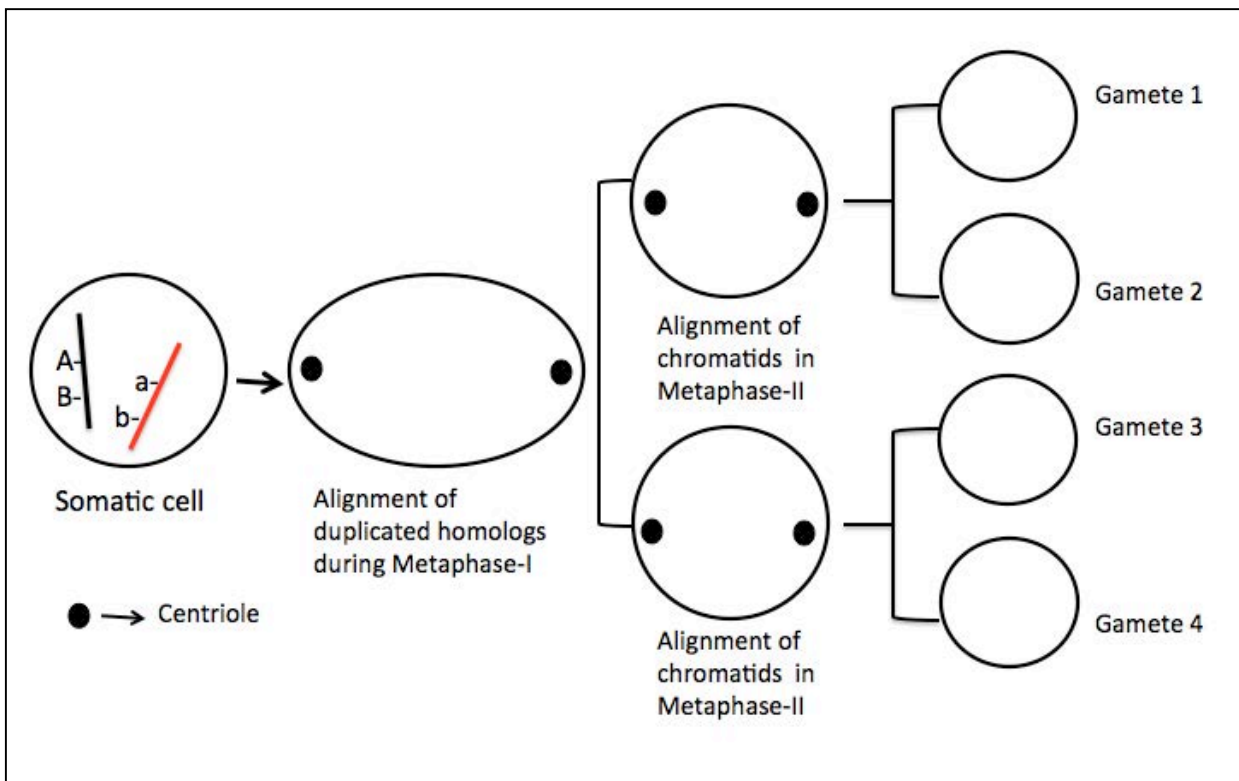 A-
B-
a-
b-
Somatic cell
Centriole
Alignment of
duplicated homologs
during Metaphase-I
Alignment of
chromatids in
Metaphase-II
Alignment of
chromatids in
Metaphase-II
Gamete 1
Gamete 2
Gamete 3
Gamete 4